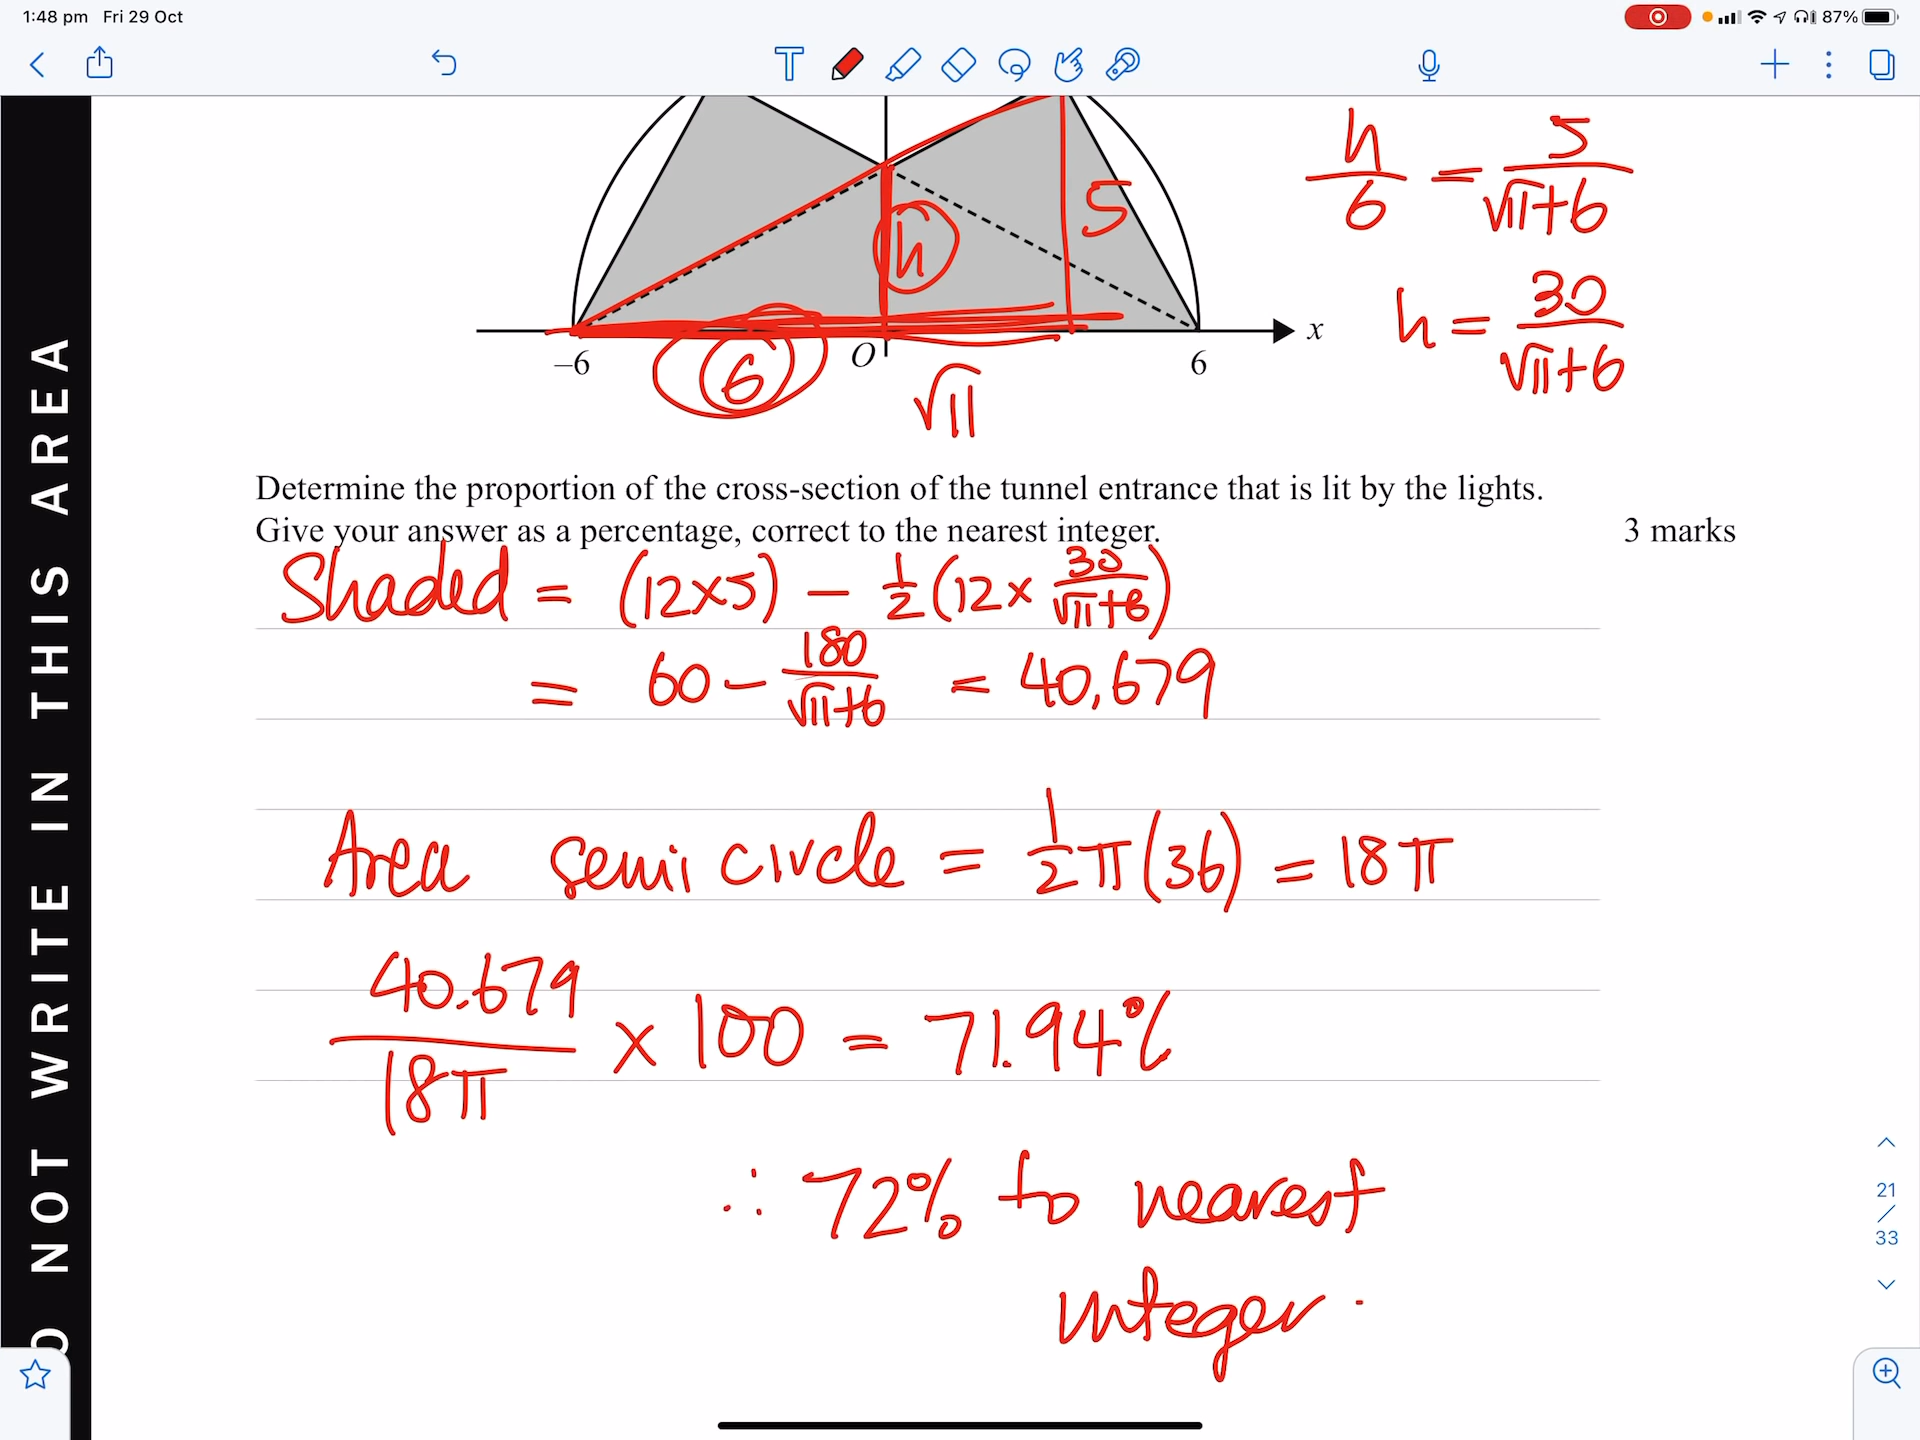 1:48 pm Fri 29 Oct
87%
T
h/6 = 5/(√11+6)
5
h
h = 30/(√11+6)
x
−6
6
O
6
√11
Determine the proportion of the cross-section of the tunnel entrance that is lit by the lights.
Give your answer as a percentage, correct to the nearest integer.
3 marks
Shaded = (12×5) − 1/2 (12 × 30/(√11+6))
= 60 − 180/(√11+6) = 40.679
Area semi circle = 1/2 π(36) = 18π
40.679/18π × 100 = 71.94%
∴ 72% to nearest
integer.
O NOT WRITE IN THIS AREA
21
/
33